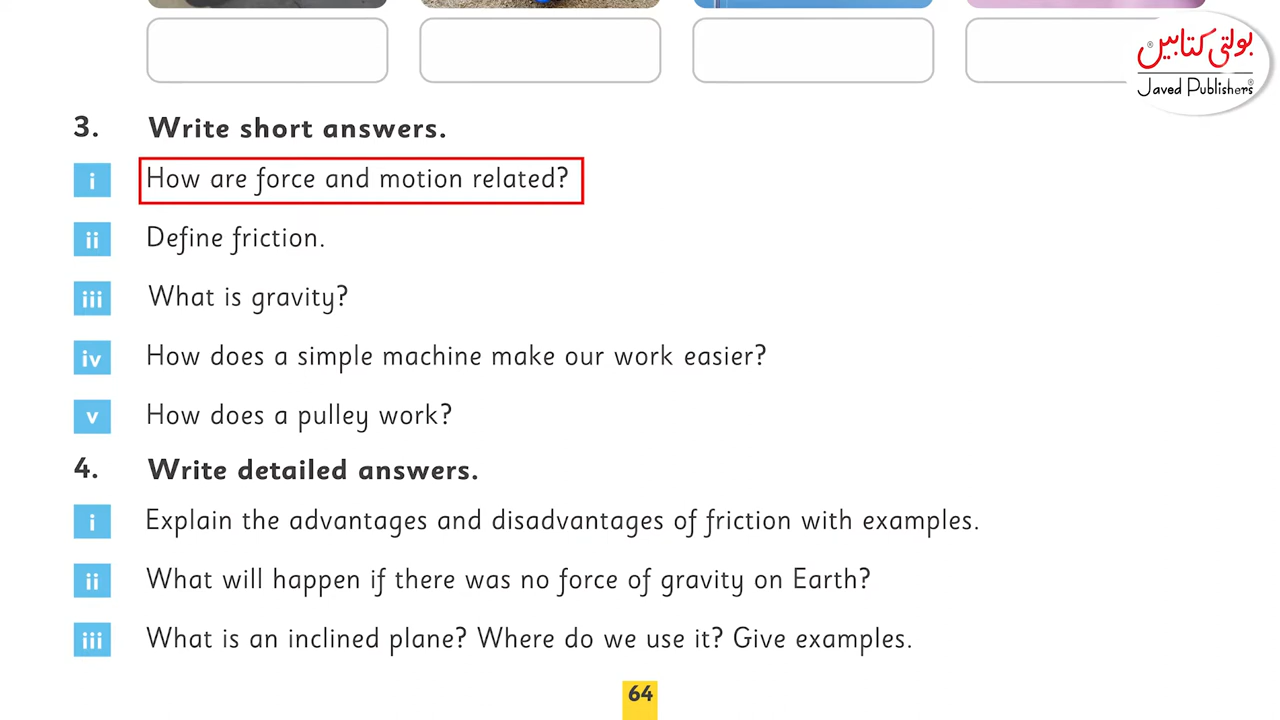 بولتی کتابیں®
Javed Publishers®
3. Write short answers.
i How are force and motion related?
ii Define friction.
iii What is gravity?
iv How does a simple machine make our work easier?
v How does a pulley work?
4. Write detailed answers.
i Explain the advantages and disadvantages of friction with examples.
ii What will happen if there was no force of gravity on Earth?
iii What is an inclined plane? Where do we use it? Give examples.
64